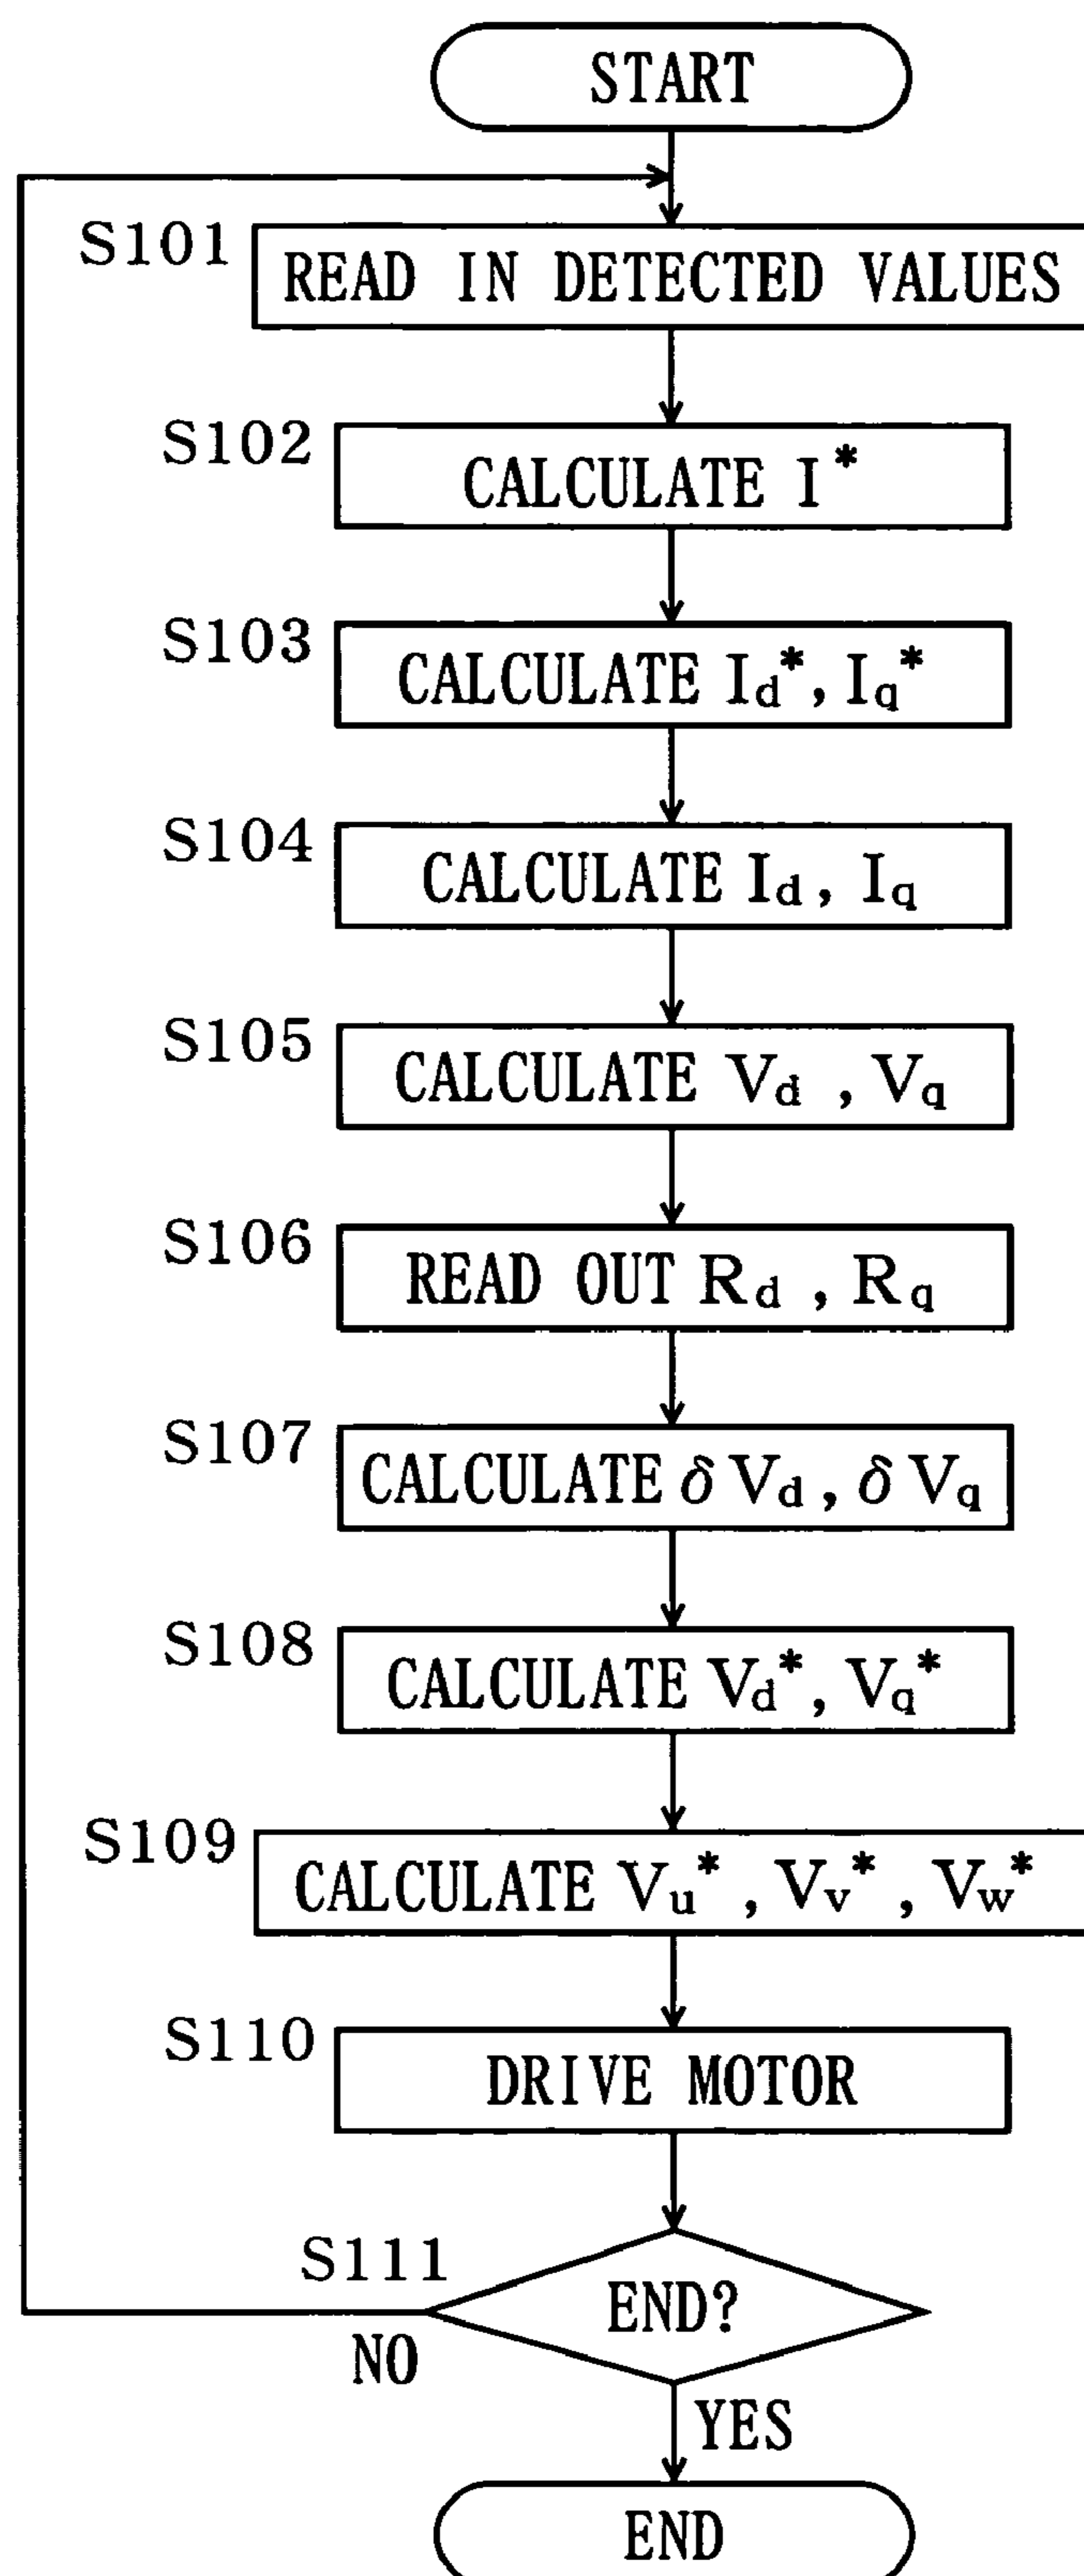 START
S101
READ IN DETECTED VALUES
S102
CALCULATE I*
S103
CALCULATE Id*, Iq*
S104
CALCULATE Id, Iq
S105
CALCULATE Vd, Vq
S106
READ OUT Rd, Rq
S107
CALCULATE δVd, δVq
S108
CALCULATE Vd*, Vq*
S109
CALCULATE Vu*, Vv*, Vw*
S110
DRIVE MOTOR
S111
END?
NO
YES
END